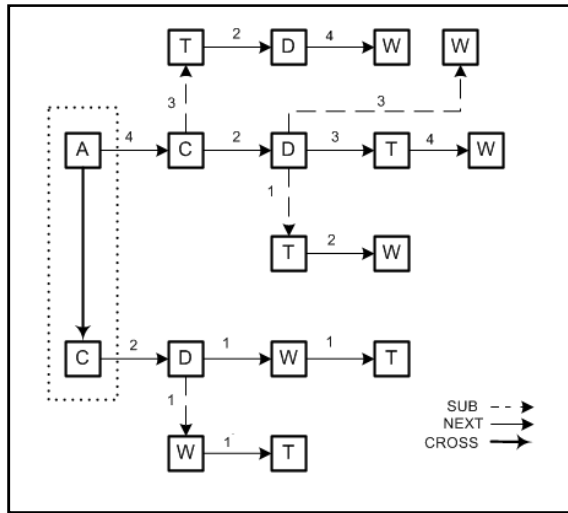 T 2 D 4 W W
3 3
A 4 C 2 D 3 T 4 W
1
T 2 W
C 2 D 1 W 1 T
1
W 1 T
SUB
NEXT
CROSS